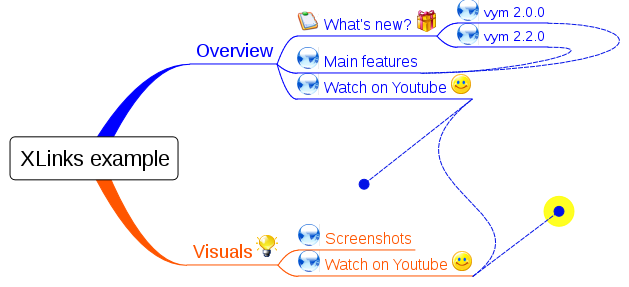 XLinks example
Overview
What's new?
vym 2.0.0
vym 2.2.0
Main features
Watch on Youtube
Visuals
Screenshots
Watch on Youtube